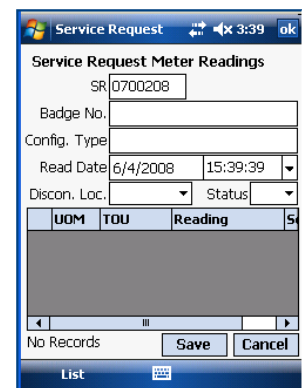 Service Request 3:39 ok
Service Request Meter Readings
SR 0700208
Badge No.
Config. Type
Read Date 6/4/2008 15:39:39
Discon. Loc. Status
UOM TOU Reading
No Records Save Cancel
List